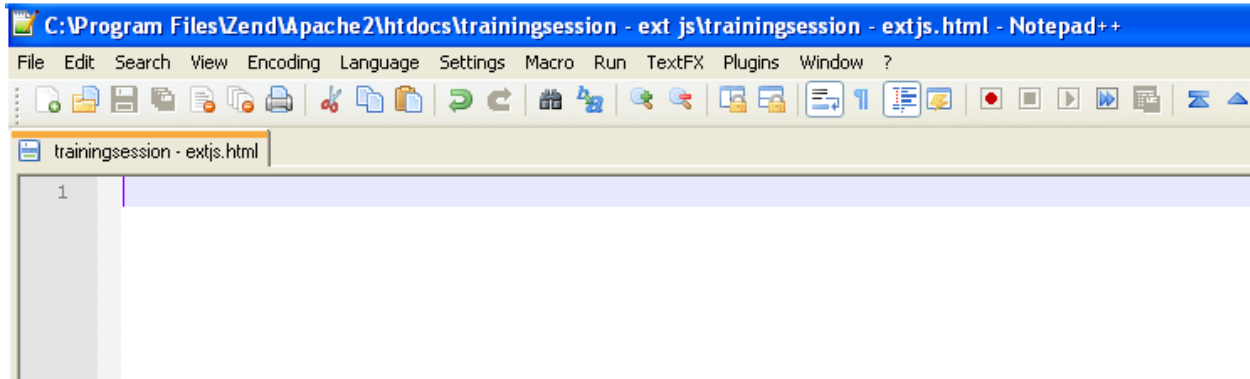 C:\Program Files\Zend\Apache2\htdocs\trainingsession - ext js\trainingsession - extjs.html - Notepad++
File Edit Search View Encoding Language Settings Macro Run TextFX Plugins Window ?
trainingsession - extjs.html
1